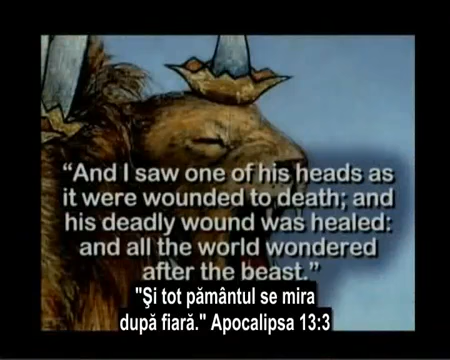 “And I saw one of his heads as
it were wounded to death; and
his deadly wound was healed:
and all the world wondered
after the beast.”
"Şi tot pământul se mira
după fiară." Apocalipsa 13:3